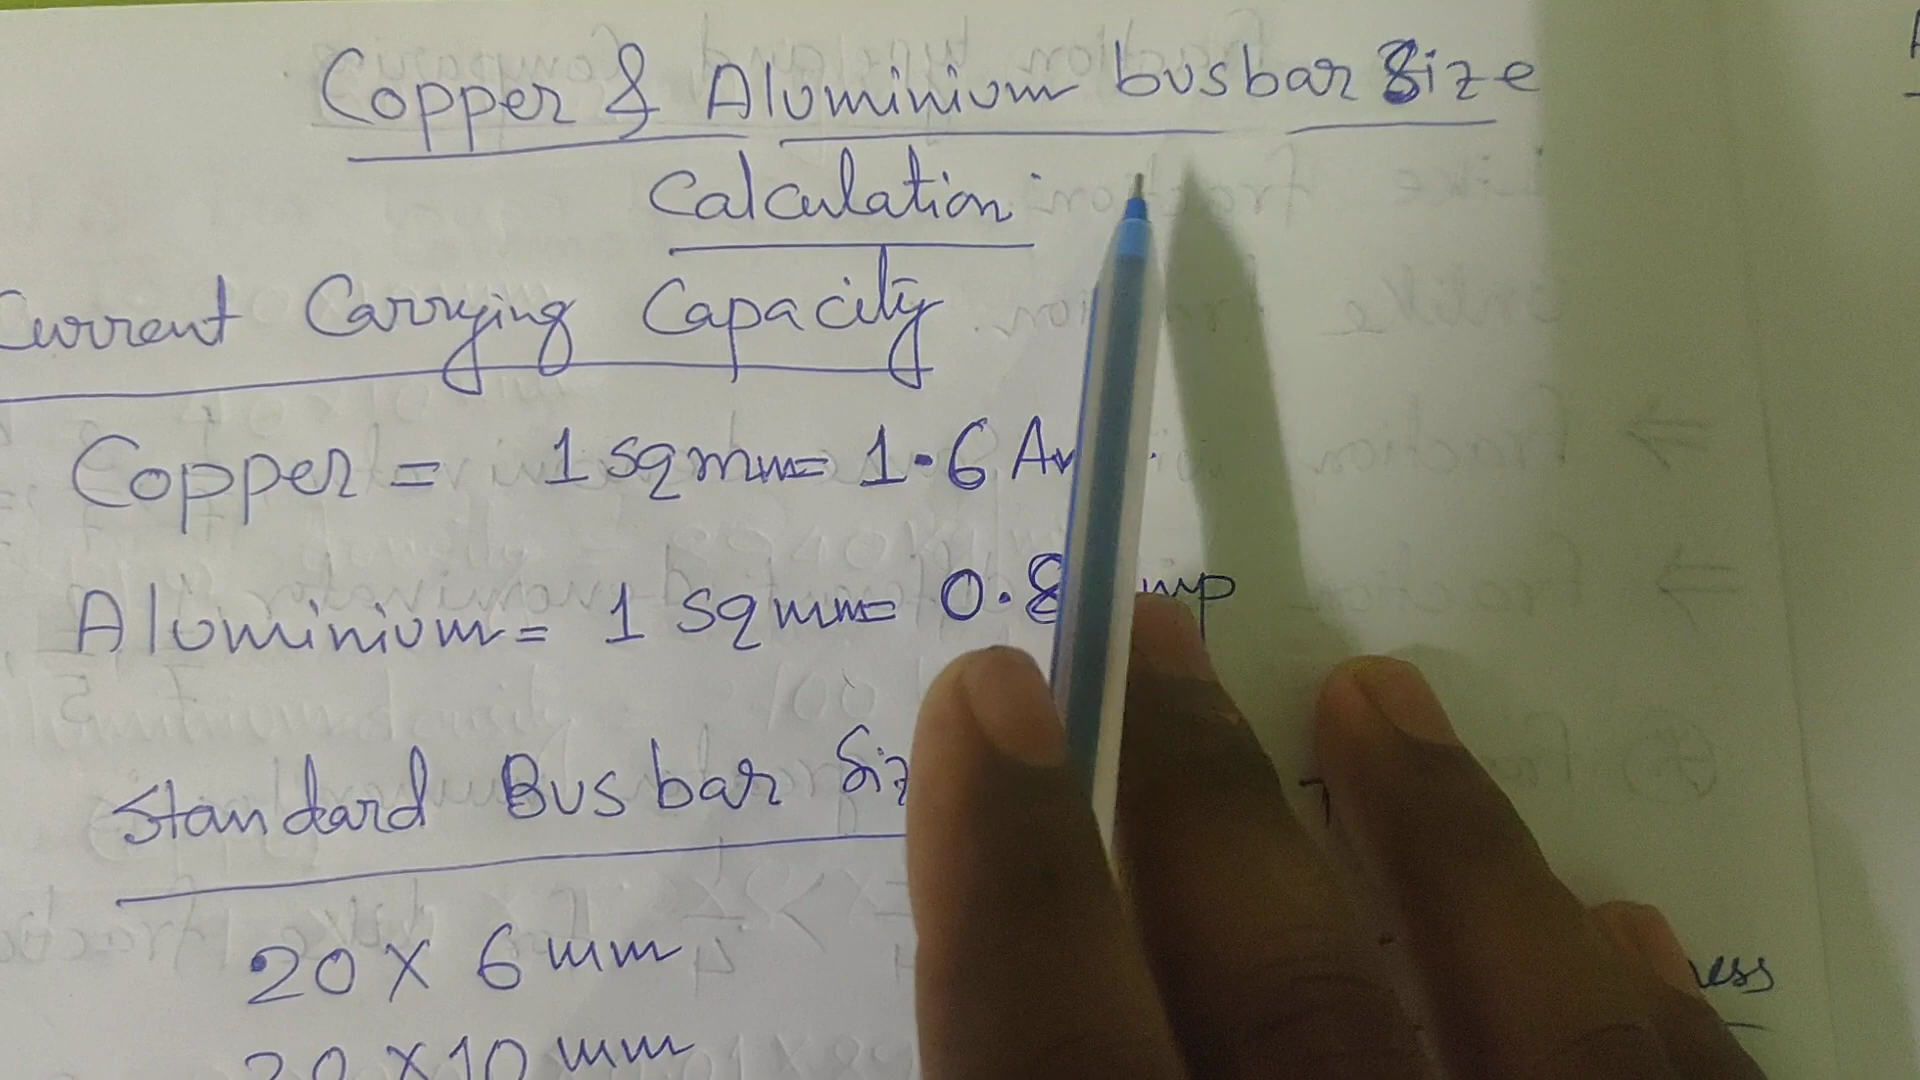 Copper & Aluminium busbar Size
Calculation
Current Carrying Capacity
Copper = 1 sqmm = 1.6
Aluminium = 1 sqmm = 0.8
Standard Bus bar
20 X 6 mm
20 X 10 mm